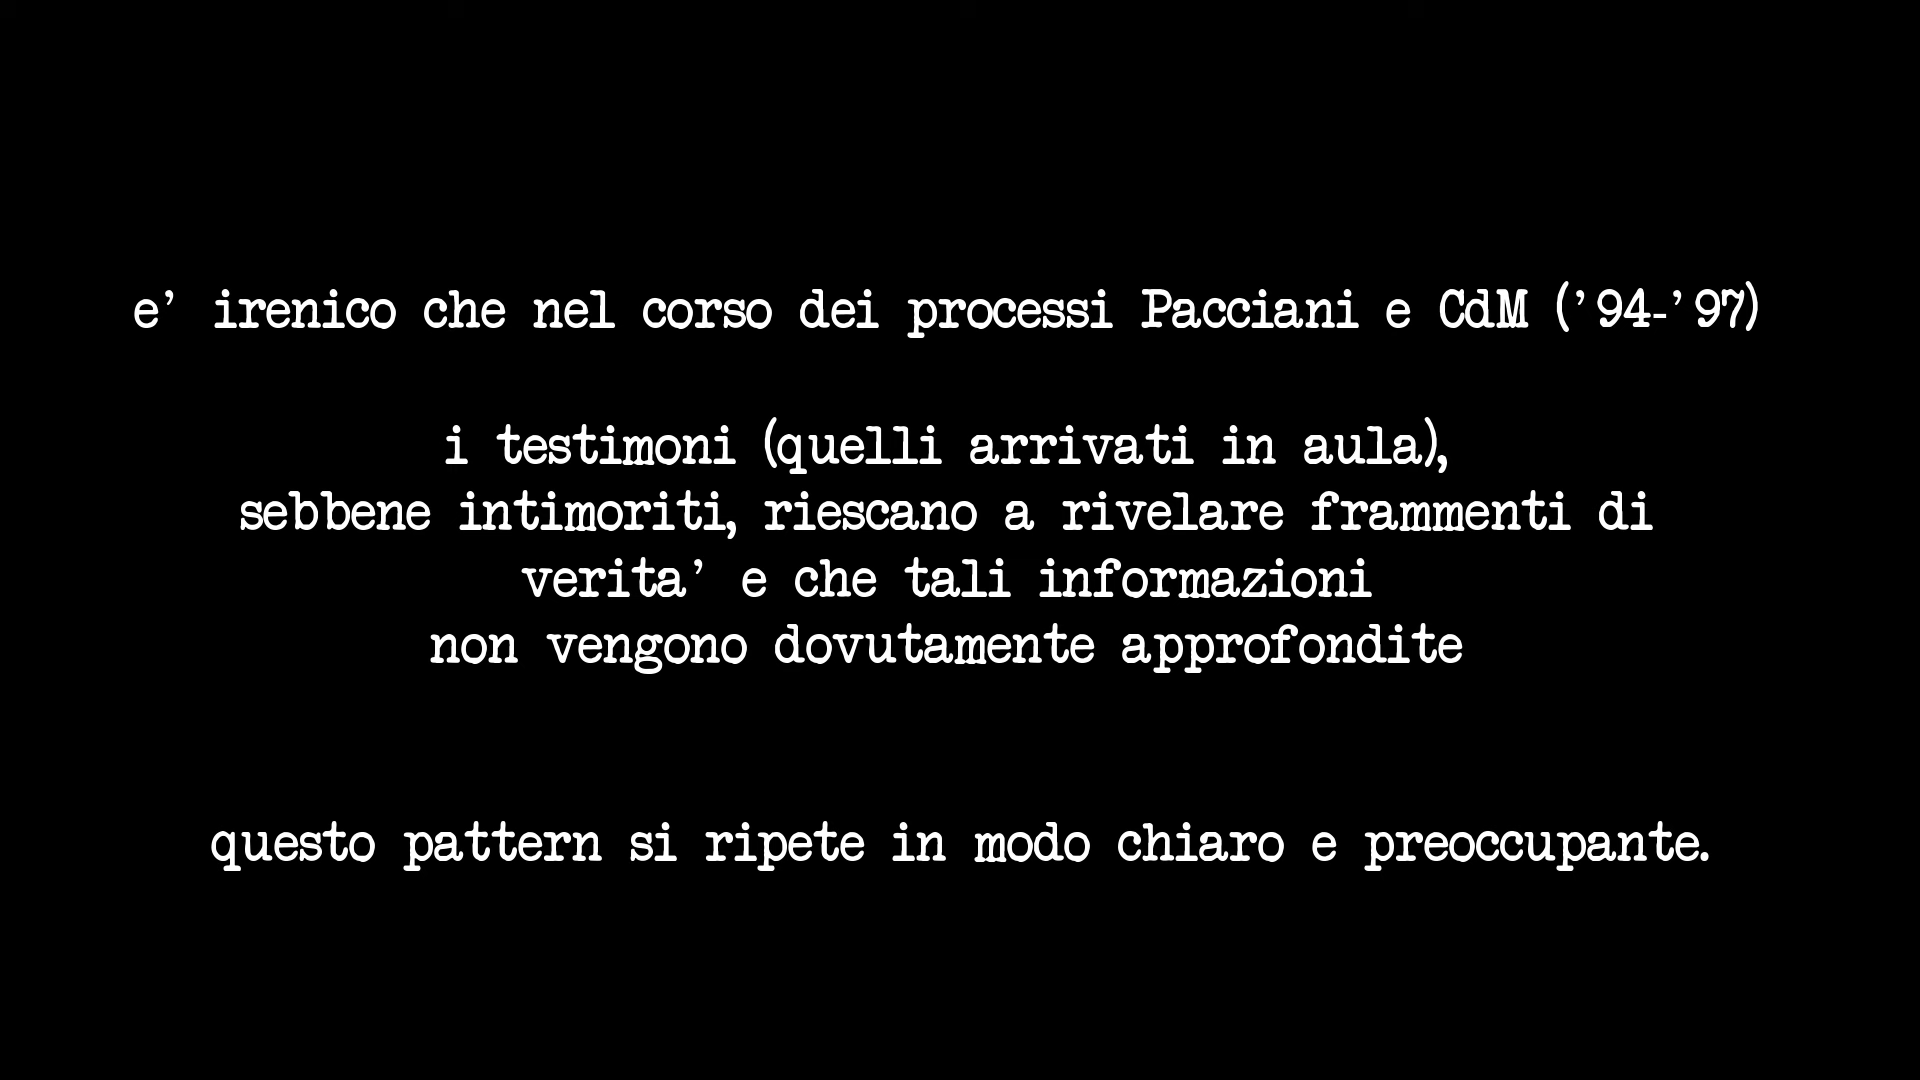 e’ irenico che nel corso dei processi Pacciani e CdM (’94-’97)
i testimoni (quelli arrivati in aula),
sebbene intimoriti, riescano a rivelare frammenti di
verita’ e che tali informazioni
non vengono dovutamente approfondite
questo pattern si ripete in modo chiaro e preoccupante.